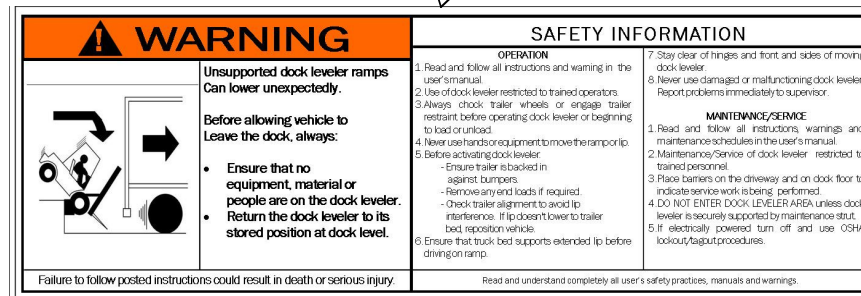 WARNING
Unsupported dock leveler ramps
Can lower unexpectedly.
Before allowing vehicle to
Leave the dock, always:
• Ensure that no
equipment, material or
people are on the dock leveler.
• Return the dock leveler to its
stored position at dock level.
Failure to follow posted instructions could result in death or serious injury.
SAFETY INFORMATION
OPERATION
1. Read and follow all instructions and warning in the
user's manual.
2. Use of dock leveler restricted to trained operators.
3. Always chock trailer wheels or engage trailer
restraint before operating dock leveler or beginning
to load or unload.
4. Never use hands or equipment to move the ramp or lip.
5. Before activating dock leveler.
- Ensure trailer is backed in
against bumpers.
- Remove any end loads if required.
- Check trailer alignment to avoid lip
interference. If lip doesn't lower to trailer
bed, reposition vehicle.
6. Ensure that truck bed supports extended lip before
driving on ramp.
7. Stay clear of hinges and front and sides of moving
dock leveler.
8. Never use damaged or malfunctioning dock leveler.
Report problems immediately to supervisor.
MAINTENANCE/SERVICE
1. Read and follow all instructions, warnings and
maintenance schedules in the user's manual.
2. Maintenance/Service of dock leveler restricted to
trained personnel.
3. Place barriers on the driveway and on dock floor to
indicate service work is being performed.
4. DO NOT ENTER DOCK LEVELER AREA unless dock
leveler is securely supported by maintenance strut.
5. If electrically powered turn off and use OSHA
lockout/tagout procedures.
Read and understand completely all user's safety practices, manuals and warnings.